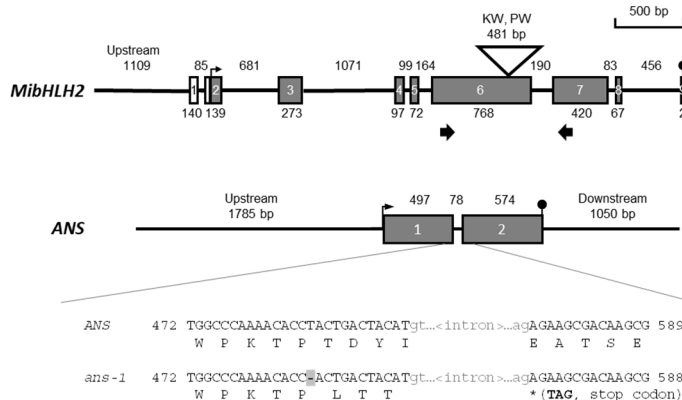 500 bp
KW, PW
481 bp
Upstream
1109 85 681 1071 99 164 190 83 456
MibHLH2 1 2 3 4 5 6 7 8
140 139 273 97 72 768 420 67
Upstream 497 78 574 Downstream
1785 bp 1050 bp
ANS 1 2
ANS 472 TGGCCCAAAACACCTACTGACTACATgt…<intron>…agAGAAGCGACAAGCG 589
W P K T P T D Y I E A T S E
ans-1 472 TGGCCCAAAACACC-ACTGACTACATgt…<intron>…agAGAAGCGACAAGCG 588
W P K T P L T T *(TAG, stop codon)